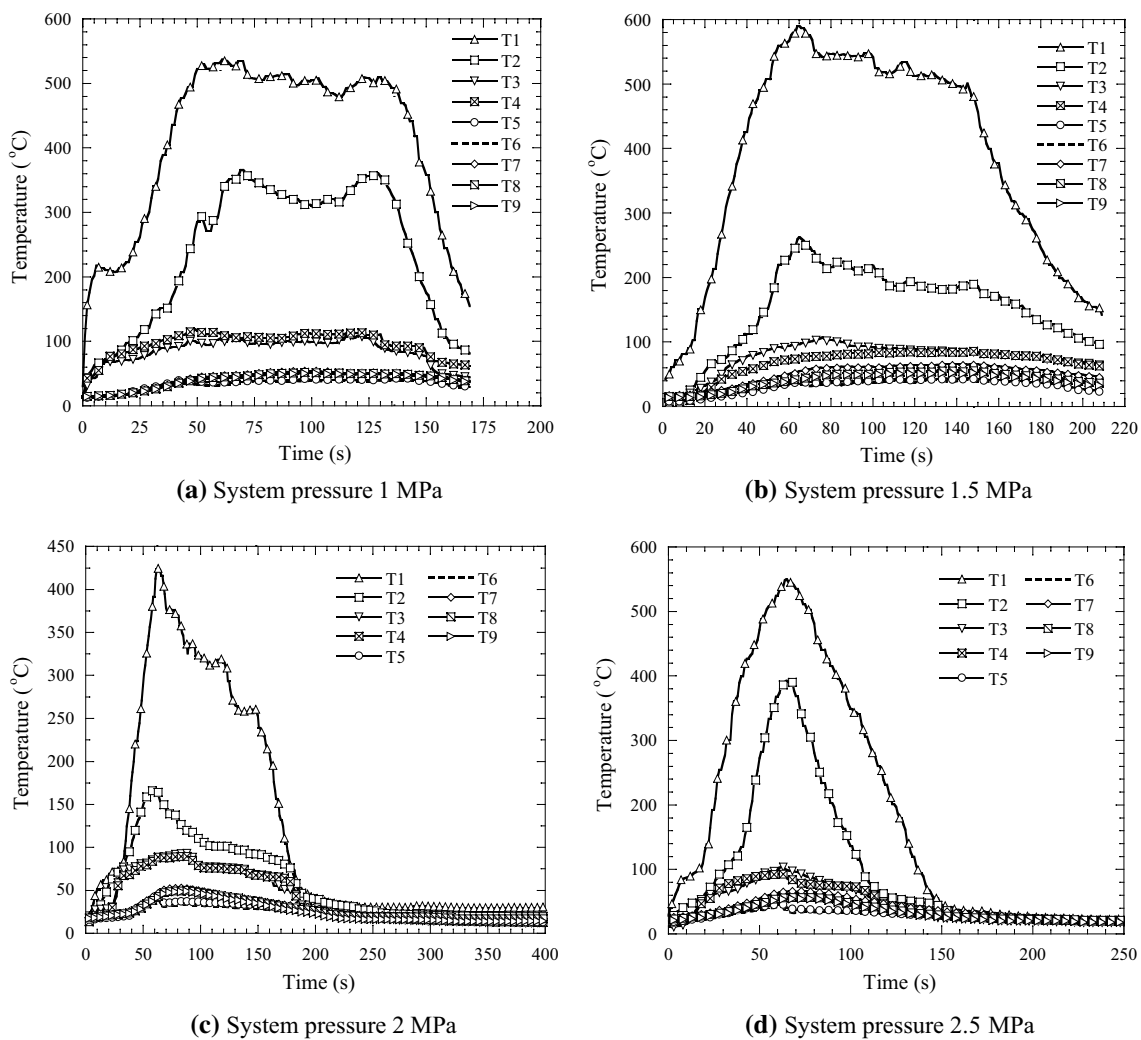 600
500
400
300
200
100
0
Temperature (°C)
T1
T2
T3
T4
T5
T6
T7
T8
T9
0 25 50 75 100 125 150 175 200
Time (s)
(a) System pressure 1 MPa
600
500
400
300
200
100
0
Temperature (°C)
T1
T2
T3
T4
T5
T6
T7
T8
T9
0 20 40 60 80 100 120 140 160 180 200 220
Time (s)
(b) System pressure 1.5 MPa
450
400
350
300
250
200
150
100
50
0
Temperature (°C)
T1 T6
T2 T7
T3 T8
T4 T9
T5
0 50 100 150 200 250 300 350 400
Time (s)
(c) System pressure 2 MPa
600
500
400
300
200
100
0
Temperature (°C)
T1 T6
T2 T7
T3 T8
T4 T9
T5
0 50 100 150 200 250
Time (s)
(d) System pressure 2.5 MPa